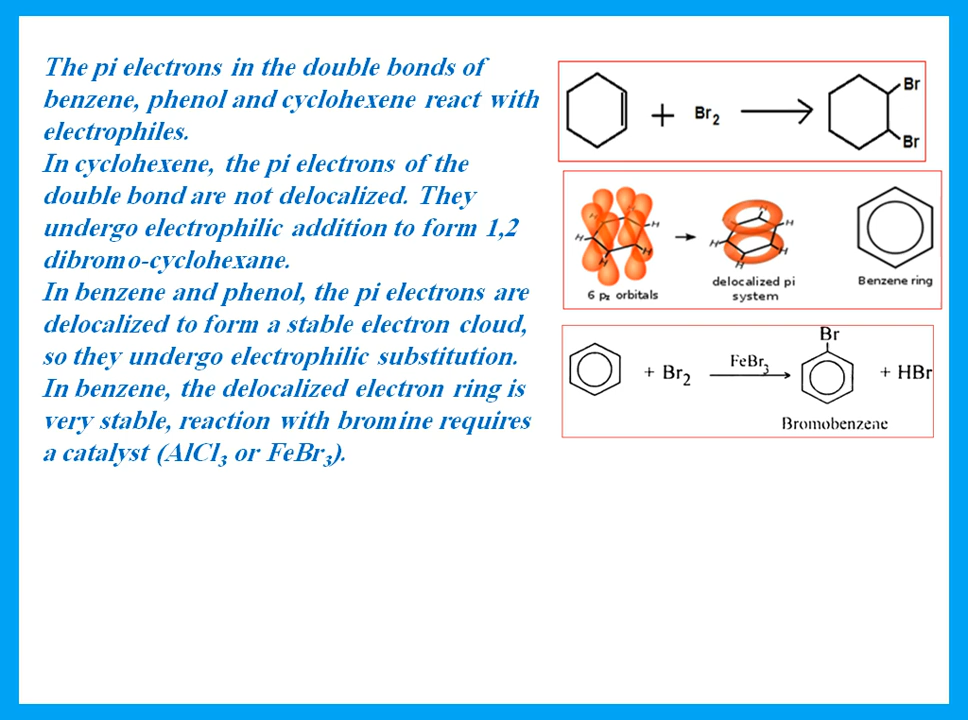 The pi electrons in the double bonds of
benzene, phenol and cyclohexene react with
electrophiles.
In cyclohexene, the pi electrons of the
double bond are not delocalized. They
undergo electrophilic addition to form 1,2
dibromo-cyclohexane.
In benzene and phenol, the pi electrons are
delocalized to form a stable electron cloud,
so they undergo electrophilic substitution.
In benzene, the delocalized electron ring is
very stable, reaction with bromine requires
a catalyst (AlCl₃ or FeBr₃).
+ Br₂
Br
Br
H H H H
6 pz orbitals
H H H H H
delocalized pi
system
Benzene ring
+ Br₂
FeBr₃
Br
+ HBr
Bromobenzene